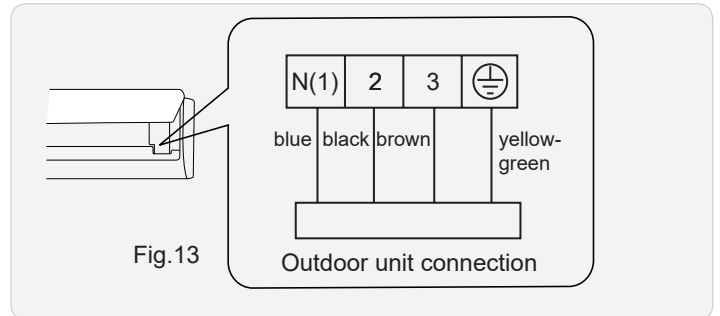 N(1) 2 3
blue black brown yellow-
green
Fig.13
Outdoor unit connection